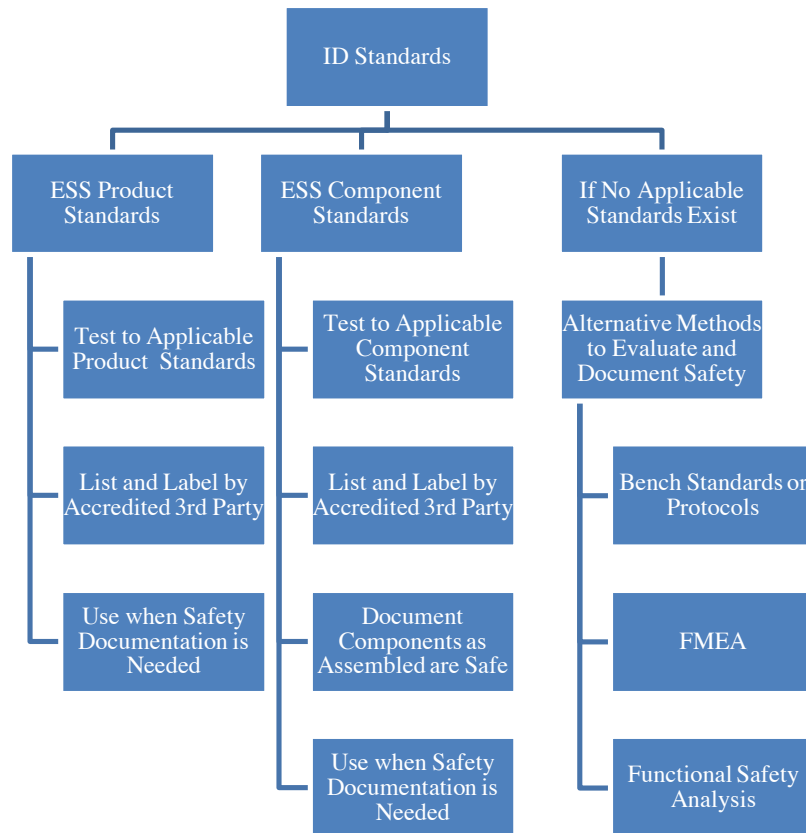 ID Standards
ESS Product
Standards
ESS Component
Standards
If No Applicable
Standards Exist
Test to Applicable
Product Standards
Test to Applicable
Component
Standards
Alternative Methods
to Evaluate and
Document Safety
List and Label by
Accredited 3rd Party
List and Label by
Accredited 3rd Party
Bench Standards or
Protocols
Use when Safety
Documentation is
Needed
Document
Components as
Assembled are Safe
FMEA
Use when Safety
Documentation is
Needed
Functional Safety
Analysis